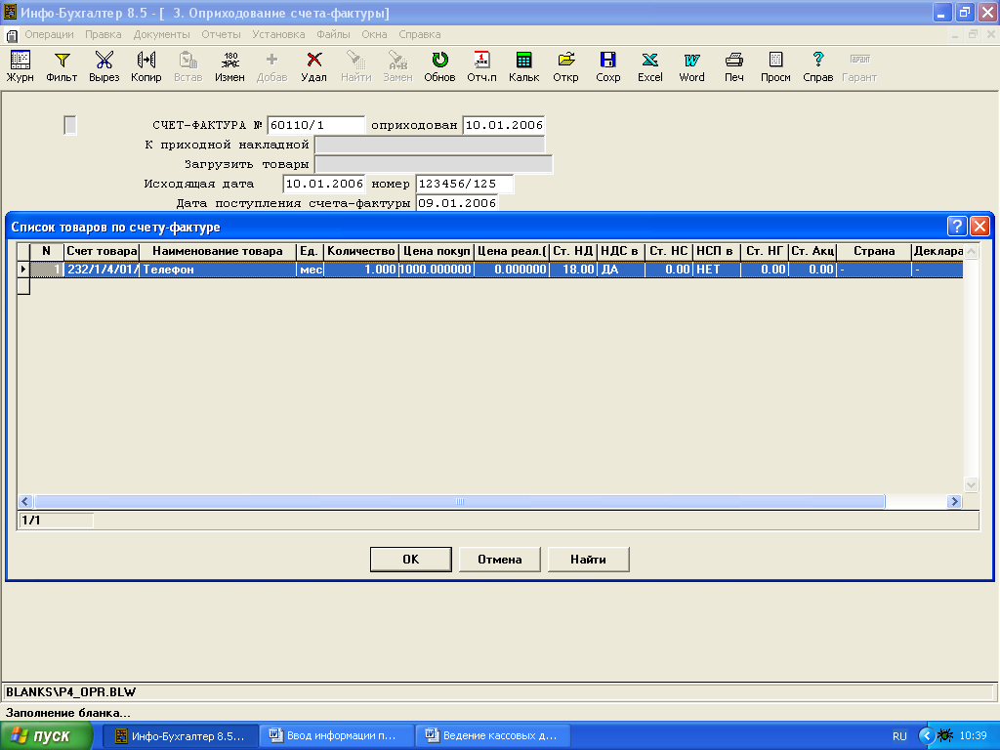 Инфо-Бухгалтер 8.5 - [ 3. Оприходование счета-фактуры]
Операции Правка Документы Отчеты Установка Файлы Окна Справка
Журн Фильт Вырез Копир Встав Измен Добав Удал Найти Замен Обнов Отч.п Кальк Откр Сохр Excel Word Печ Просм Справ Гарант
СЧЕТ-ФАКТУРА № 60110/1 оприходован 10.01.2006
К приходной накладной
Загрузить товары
Исходящая дата 10.01.2006 номер 123456/125
Дата поступления счета-фактуры 09.01.2006
Список товаров по счету-фактуре
N Счет товара Наименование товара Ед. Количество Цена покуп Цена реал.( Ст. НД НДС в Ст. НС НСП в Ст. НГ Ст. Акц Страна Деклара
1 232/1/4/01/ Телефон мес 1.000 1000.000000 0.000000 18.00 ДА 0.00 НЕТ 0.00 0.00 - -
1/1
OK Отмена Найти
BLANKS\P4_OPR.BLW
Заполнение бланка...
пуск Инфо-Бухгалтер 8.5... Ввод информации п... Ведение кассовых д... RU 10:39